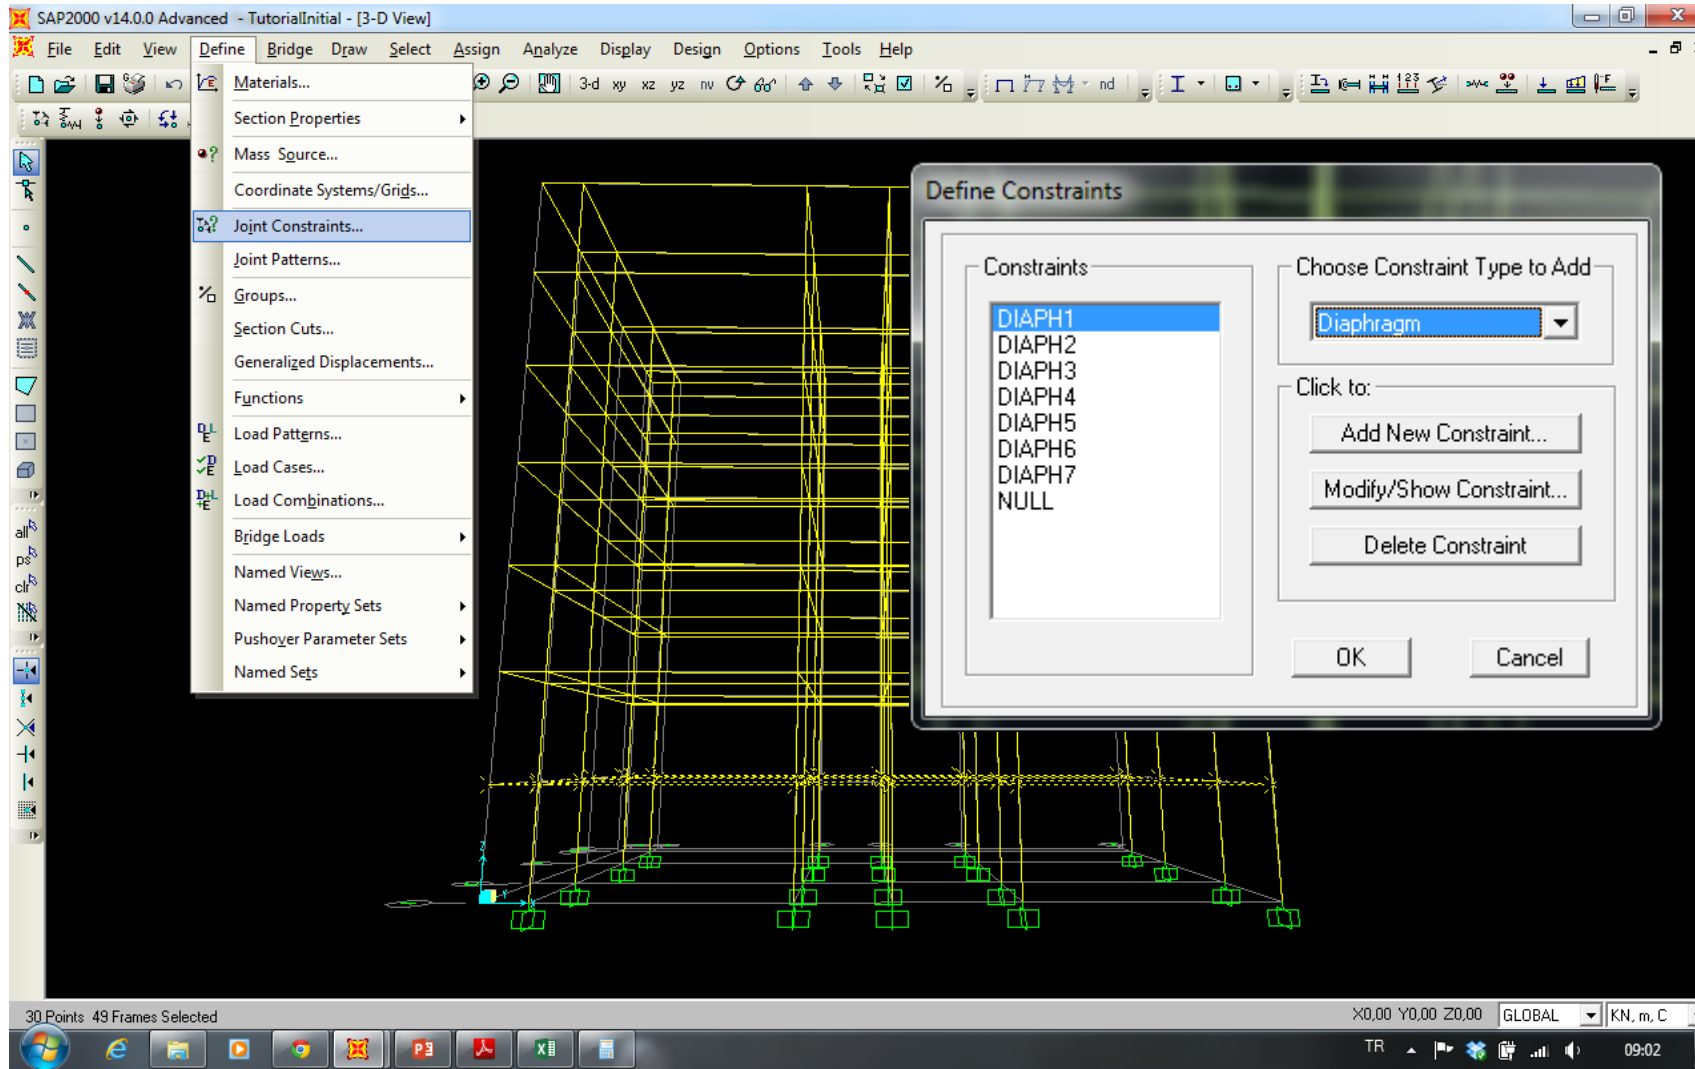 SAP2000 v14.0.0 Advanced - TutorialInitial - [3-D View]
File Edit View Define Bridge Draw Select Assign Analyze Display Design Options Tools Help
3-d xy xz yz nv nd
Materials...
Section Properties
Mass Source...
Coordinate Systems/Grids...
Joint Constraints...
Joint Patterns...
Groups...
Section Cuts...
Generalized Displacements...
Functions
Load Patterns...
Load Cases...
Load Combinations...
Bridge Loads
Named Views...
Named Property Sets
Pushover Parameter Sets
Named Sets
all
ps
clr
Define Constraints
Constraints
DIAPH1
DIAPH2
DIAPH3
DIAPH4
DIAPH5
DIAPH6
DIAPH7
NULL
Choose Constraint Type to Add
Diaphragm
Click to:
Add New Constraint...
Modify/Show Constraint...
Delete Constraint
OK
Cancel
Z
Y
30 Points 49 Frames Selected
X0,00 Y0,00 Z0,00 GLOBAL KN, m, C
TR 09:02